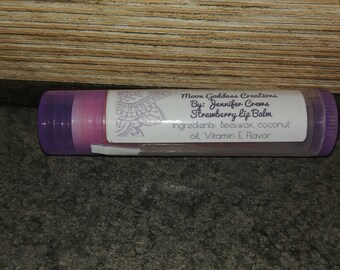 Moon Goddess Creations
By: Jennifer Crews
Strawberry Lip Balm
Ingredients: Beeswax, coconut
oil, Vitamin E, flavor